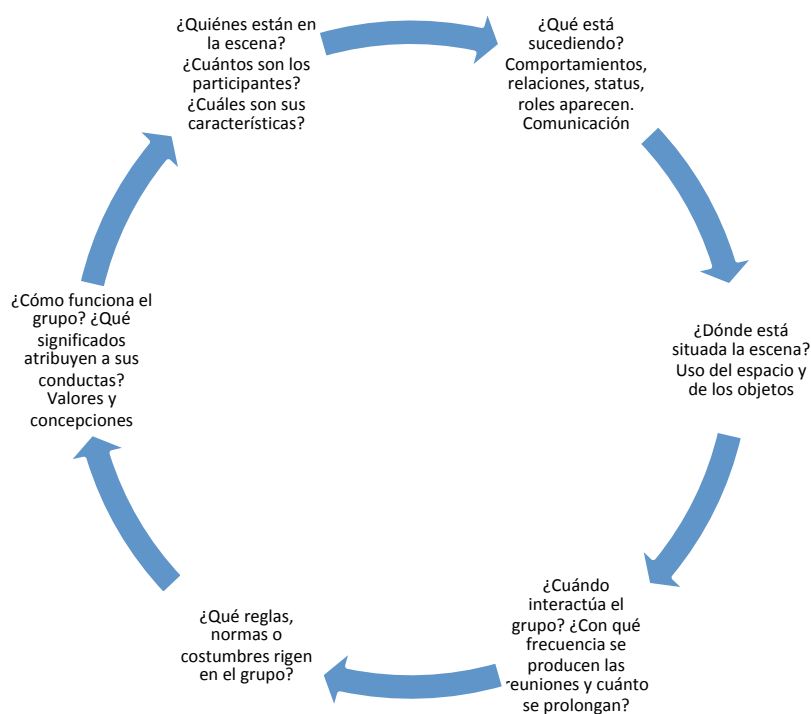 ¿Quiénes están en
la escena?
¿Cuántos son los
participantes?
¿Cuáles son sus
características?
¿Qué está
sucediendo?
Comportamientos,
relaciones, status,
roles aparecen.
Comunicación
¿Dónde está
situada la escena?
Uso del espacio y
de los objetos
¿Cuándo
interactúa el
grupo? ¿Con qué
frecuencia se
producen las
reuniones y cuánto
se prolongan?
¿Qué reglas,
normas o
costumbres rigen
en el grupo?
¿Cómo funciona el
grupo? ¿Qué
significados
atribuyen a sus
conductas?
Valores y
concepciones